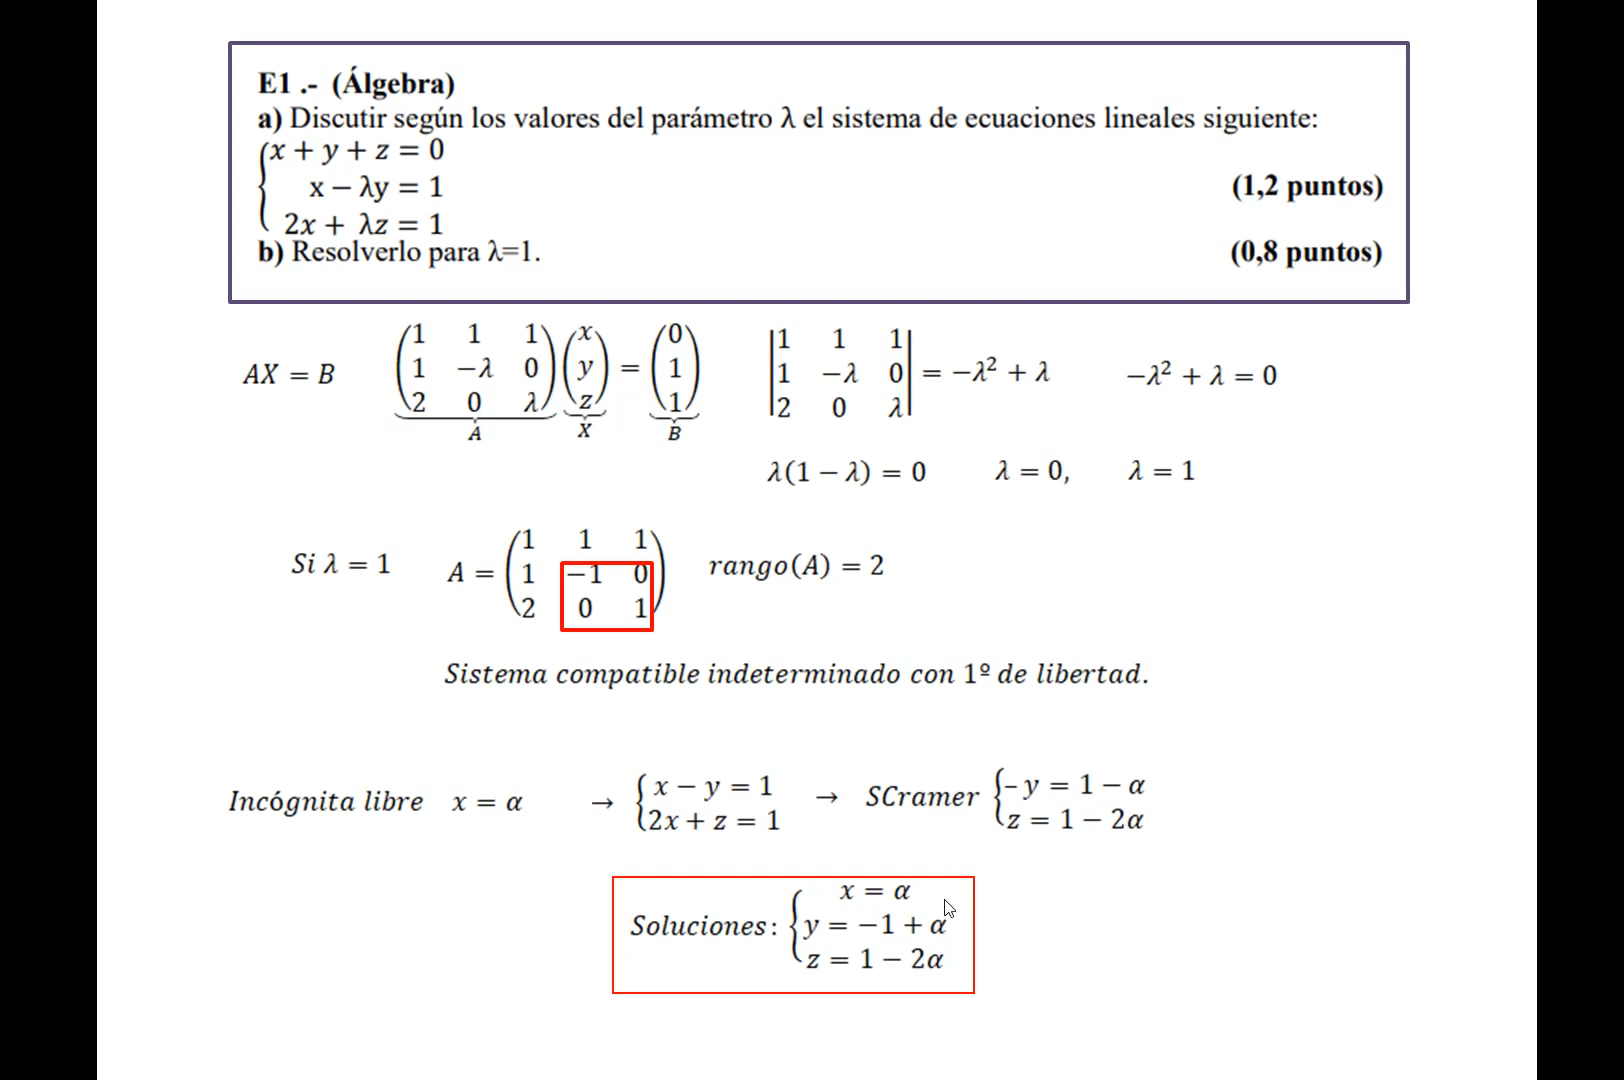 E1 .- (Álgebra)
a) Discutir según los valores del parámetro λ el sistema de ecuaciones lineales siguiente:
x + y + z = 0
x − λy = 1 (1,2 puntos)
2x + λz = 1
b) Resolverlo para λ=1. (0,8 puntos)
AX = B (1 1 1 / 1 −λ 0 / 2 0 λ) (x / y / z) = (0 / 1 / 1) |1 1 1 / 1 −λ 0 / 2 0 λ| = −λ² + λ −λ² + λ = 0
A X B
λ(1 − λ) = 0 λ = 0, λ = 1
Si λ = 1 A = (1 1 1 / 1 −1 0 / 2 0 1) rango(A) = 2
Sistema compatible indeterminado con 1º de libertad.
Incógnita libre x = α → {x − y = 1 / 2x + z = 1 → SCramer {−y = 1 − α / z = 1 − 2α
Soluciones: {x = α / y = −1 + α / z = 1 − 2α